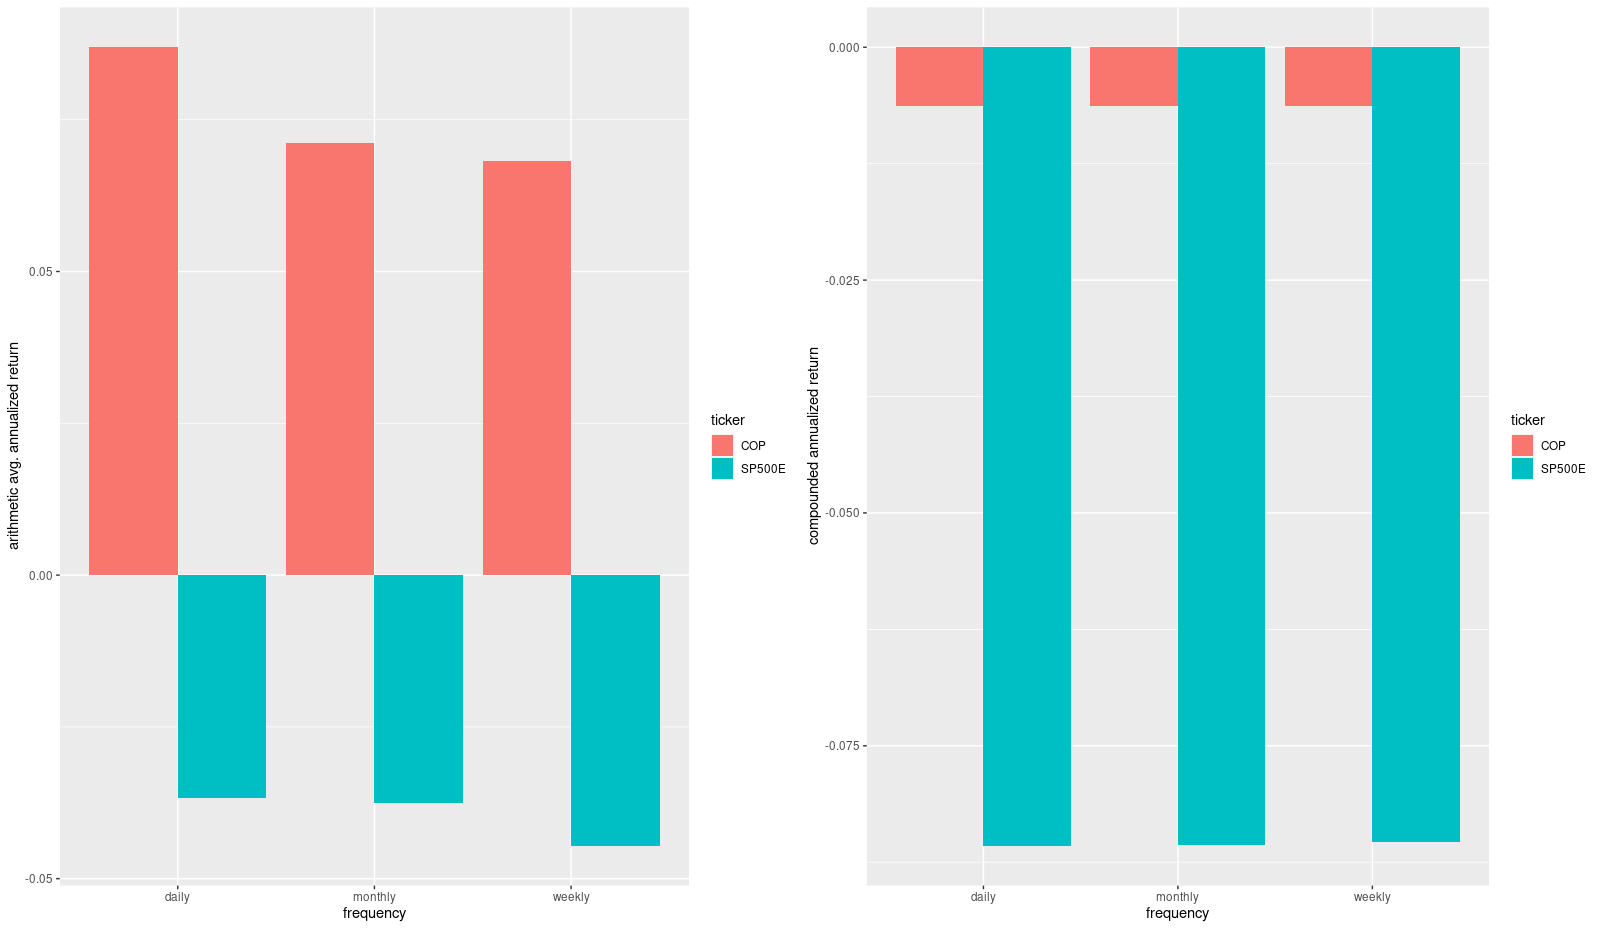 arithmetic avg. annualized return
0.05
0.00
-0.05
daily
monthly
weekly
frequency
ticker
COP
SP500E
compounded annualized return
0.000
-0.025
-0.050
-0.075
daily
monthly
weekly
frequency
ticker
COP
SP500E